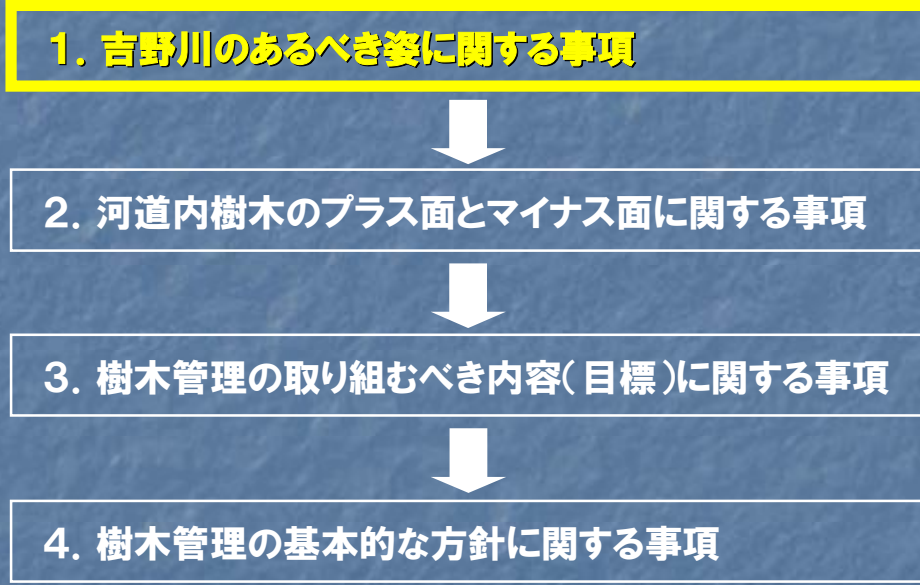 1. 吉野川のあるべき姿に関する事項
2. 河道内樹木のプラス面とマイナス面に関する事項
3. 樹木管理の取り組むべき内容(目標)に関する事項
4. 樹木管理の基本的な方針に関する事項